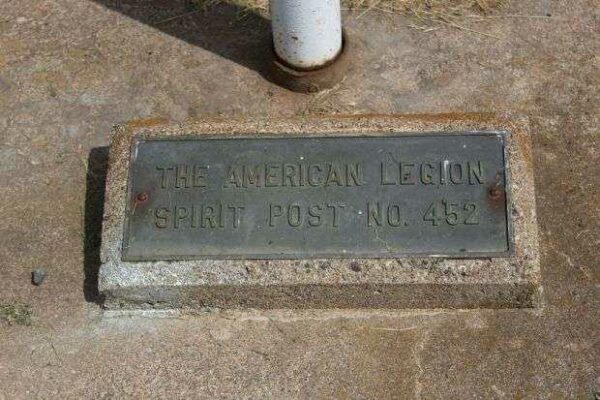 THE AMERICAN LEGION
SPIRIT POST NO. 452